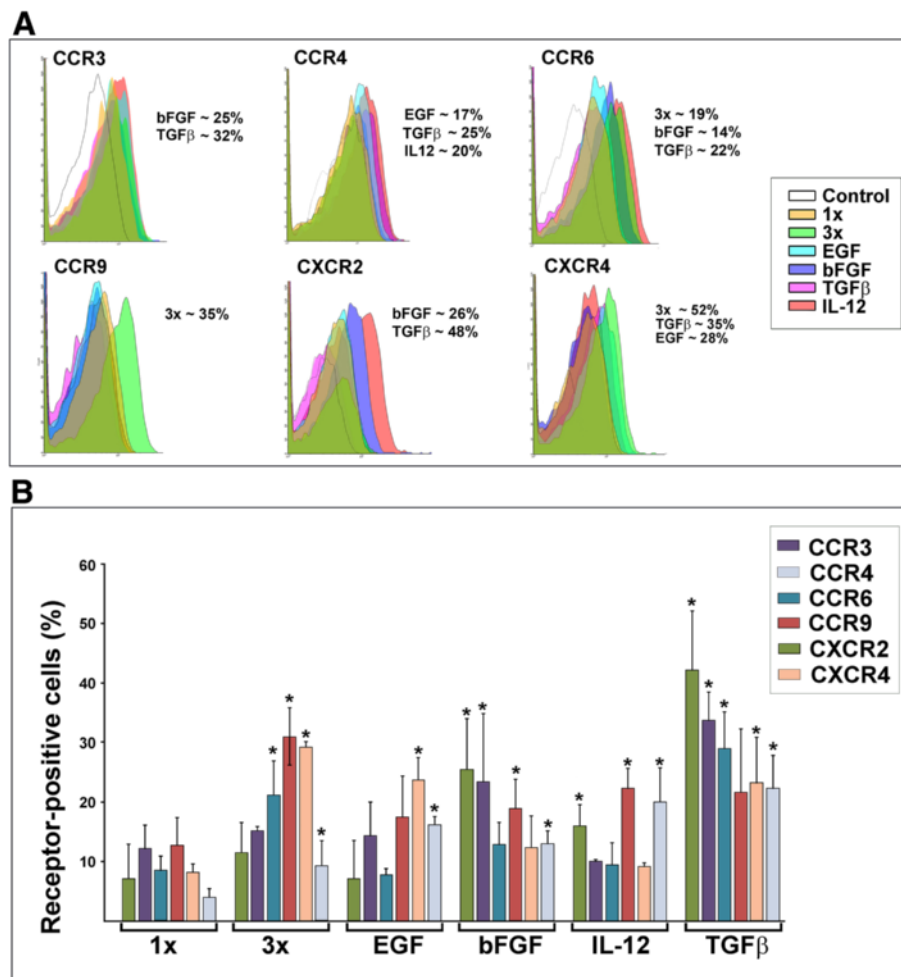 A
CCR3
bFGF ~ 25%
TGFβ ~ 32%
CCR4
EGF ~ 17%
TGFβ ~ 25%
IL12 ~ 20%
CCR6
3x ~ 19%
bFGF ~ 14%
TGFβ ~ 22%
Control
1x
3x
EGF
bFGF
TGFβ
IL-12
CCR9
3x ~ 35%
CXCR2
bFGF ~ 26%
TGFβ ~ 48%
CXCR4
3x ~ 52%
TGFβ ~ 35%
EGF ~ 28%
B
Receptor-positive cells (%)
60
50
40
30
20
10
* * * *
* *
* * * *
* * *
* * * * *
CCR3
CCR4
CCR6
CCR9
CXCR2
CXCR4
1x 3x EGF bFGF IL-12 TGFβ